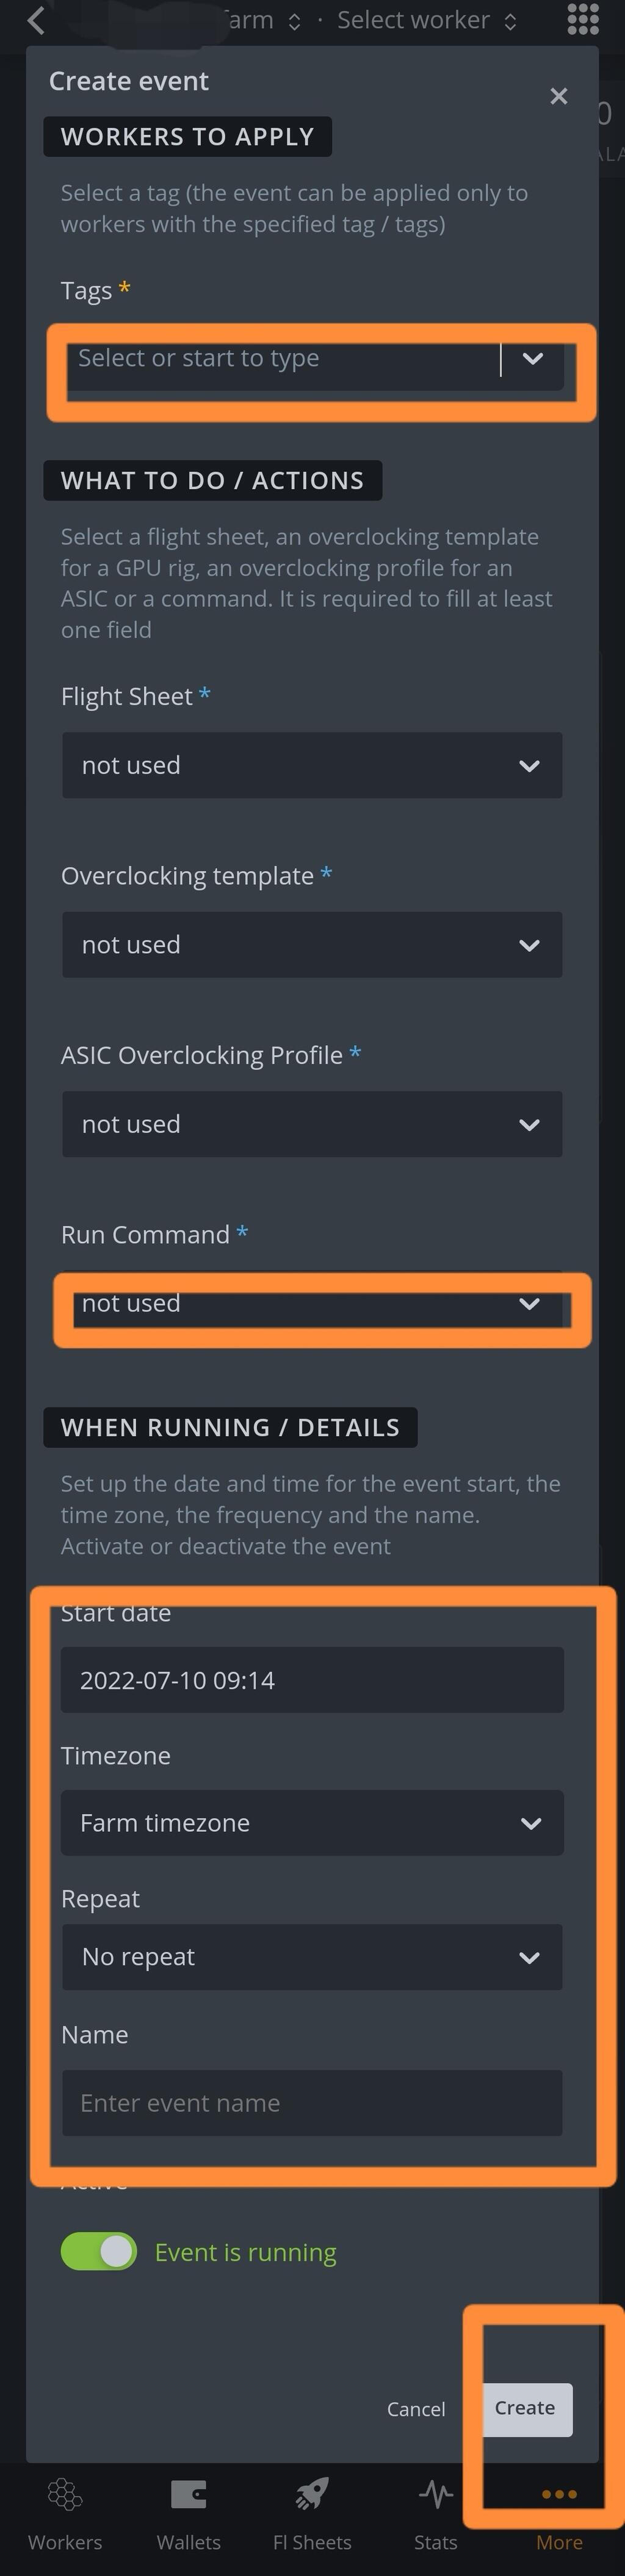 farm · Select worker
Create event
WORKERS TO APPLY
Select a tag (the event can be applied only to
workers with the specified tag / tags)
Tags *
Select or start to type
WHAT TO DO / ACTIONS
Select a flight sheet, an overclocking template
for a GPU rig, an overclocking profile for an
ASIC or a command. It is required to fill at least
one field
Flight Sheet *
not used
Overclocking template *
not used
ASIC Overclocking Profile *
not used
Run Command *
not used
WHEN RUNNING / DETAILS
Set up the date and time for the event start, the
time zone, the frequency and the name.
Activate or deactivate the event
Start date
2022-07-10 09:14
Timezone
Farm timezone
Repeat
No repeat
Name
Enter event name
Active
Event is running
Cancel Create
Workers Wallets Fl Sheets Stats More